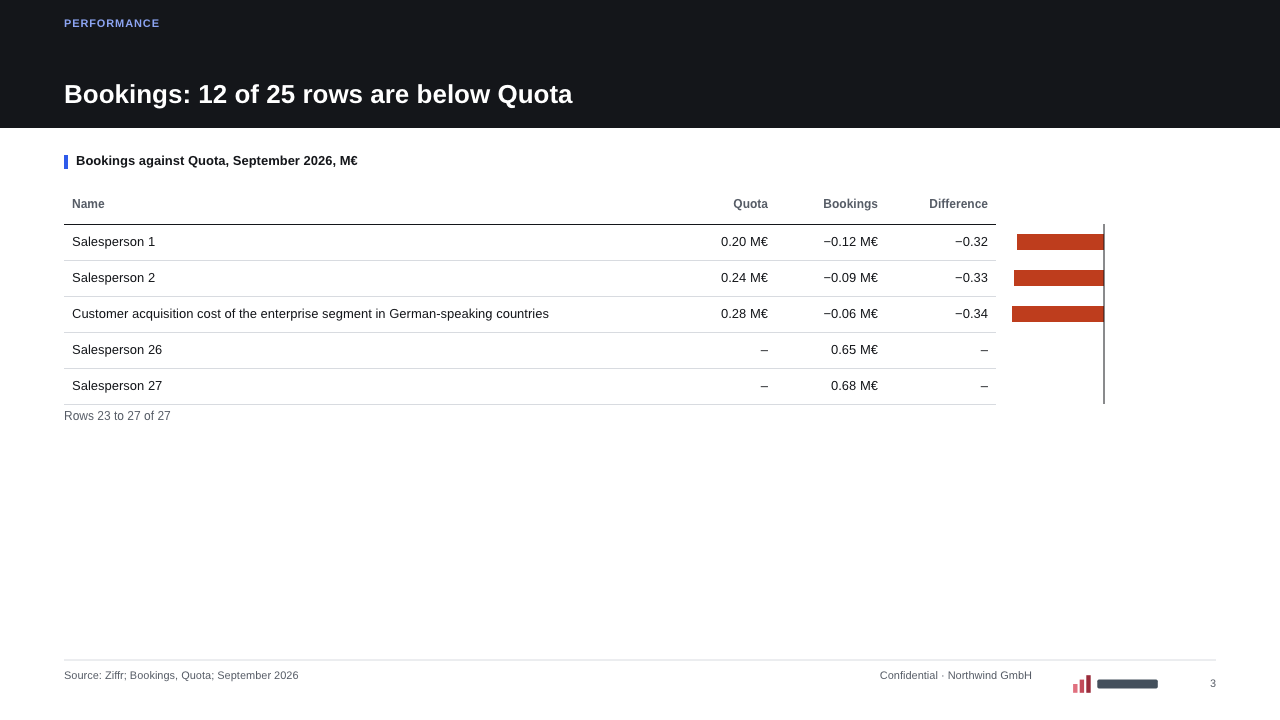 PERFORMANCE
Bookings: 12 of 25 rows are below Quota
Bookings against Quota, September 2026, M€
Name Quota Bookings Difference
Salesperson 1 0.20 M€ −0.12 M€ −0.32
Salesperson 2 0.24 M€ −0.09 M€ −0.33
Customer acquisition cost of the enterprise segment in German-speaking countries 0.28 M€ −0.06 M€ −0.34
Salesperson 26 – 0.65 M€ –
Salesperson 27 – 0.68 M€ –
Rows 23 to 27 of 27
Source: Ziffr; Bookings, Quota; September 2026 Confidential · Northwind GmbH 3